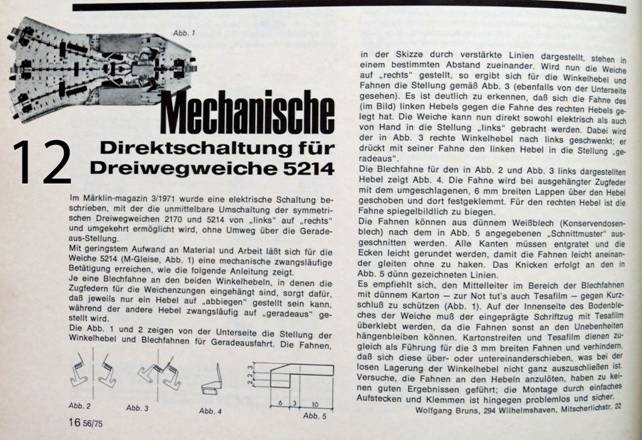 Abb. 1
Mechanische
12 Direktschaltung für
Dreiwegweiche 5214
Im Märklin-magazin 3/1971 wurde eine elektrische Schaltung be-
schrieben, mit der die unmittelbare Umschaltung der symmetri-
schen Dreiwegweichen 2170 und 5214 von „links" auf „rechts"
und umgekehrt ermöglicht wird, ohne Umweg über die Gerade-
aus-Stellung.
Mit geringstem Aufwand an Material und Arbeit läßt sich für die
Weiche 5214 (M-Gleise, Abb. 1) eine mechanische zwangsläufige
Betätigung erreichen, wie die folgende Anleitung zeigt.
Je eine Blechfahne an den beiden Winkelhebeln, in denen die
Zugfedern für die Weichenzungen eingehängt sind, sorgt dafür,
daß jeweils nur ein Hebel auf „abbiegen" gestellt sein kann,
während der andere Hebel zwangsläufig auf „geradeaus" ge-
stellt wird.
Die Abb. 1 und 2 zeigen von der Unterseite die Stellung der
Winkelhebel und Blechfahnen für Geradeausfahrt. Die Fahnen,
Abb. 2
Abb. 3
Abb. 4
2 2 3
6 3 10
Abb. 5
16 56/75
in der Skizze durch verstärkte Linien dargestellt, stehen in
einem bestimmten Abstand zueinander. Wird nun die Weiche
auf „rechts" gestellt, so ergibt sich für die Winkelhebel und
Fahnen die Stellung gemäß Abb. 3 (ebenfalls von der Unterseite
gesehen). Es ist deutlich zu erkennen, daß sich die Fahne des
(im Bild) linken Hebels gegen die Fahne des rechten Hebels ge-
legt hat. Die Weiche kann nun direkt sowohl elektrisch als auch
von Hand in die Stellung „links" gebracht werden. Dabei wird
der in Abb. 3 rechte Winkelhebel nach links geschwenkt; er
drückt mit seiner Fahne den linken Hebel in die Stellung „ge-
radeaus".
Die Blechfahne für den in Abb. 2 und Abb. 3 links dargestellten
Hebel zeigt Abb. 4. Die Fahne wird bei ausgehängter Zugfeder
mit dem umgeschlagenen, 6 mm breiten Lappen über den Hebel
geschoben und dort festgeklemmt. Für den rechten Hebel ist die
Fahne spiegelbildlich zu biegen.
Die Fahnen können aus dünnem Weißblech (Konservendosen-
blech) nach dem in Abb. 5 angegebenen „Schnittmuster" aus-
geschnitten werden. Alle Kanten müssen entgratet und die
Ecken leicht gerundet werden, damit die Fahnen leicht aneinan-
der gleiten ohne zu haken. Das Knicken erfolgt an den in
Abb. 5 dünn gezeichneten Linien.
Es empfiehlt sich, den Mittelleiter im Bereich der Blechfahnen
mit dünnem Karton — zur Not tut's auch Tesafilm — gegen Kurz-
schluß zu schützen (Abb. 1). Auf der Innenseite des Bodenble-
ches der Weiche muß der eingeprägte Schriftzug mit Tesafilm
überklebt werden, da die Fahnen sonst an den Unebenheiten
hängenbleiben können. Kartonstreifen und Tesafilm dienen zu-
gleich als Führung für die 3 mm breiten Fahnen und verhindern,
daß sich diese über- oder untereinanderschieben, was bei der
losen Lagerung der Winkelhebel nicht ganz auszuschließen ist.
Versuche, die Fahnen an den Hebeln anzulöten, haben zu kei-
nen guten Ergebnissen geführt; die Montage durch einfaches
Aufstecken und Klemmen ist hingegen problemlos und sicher.
Wolfgang Bruns, 294 Wilhelmshaven, Mitscherlichstr. 22